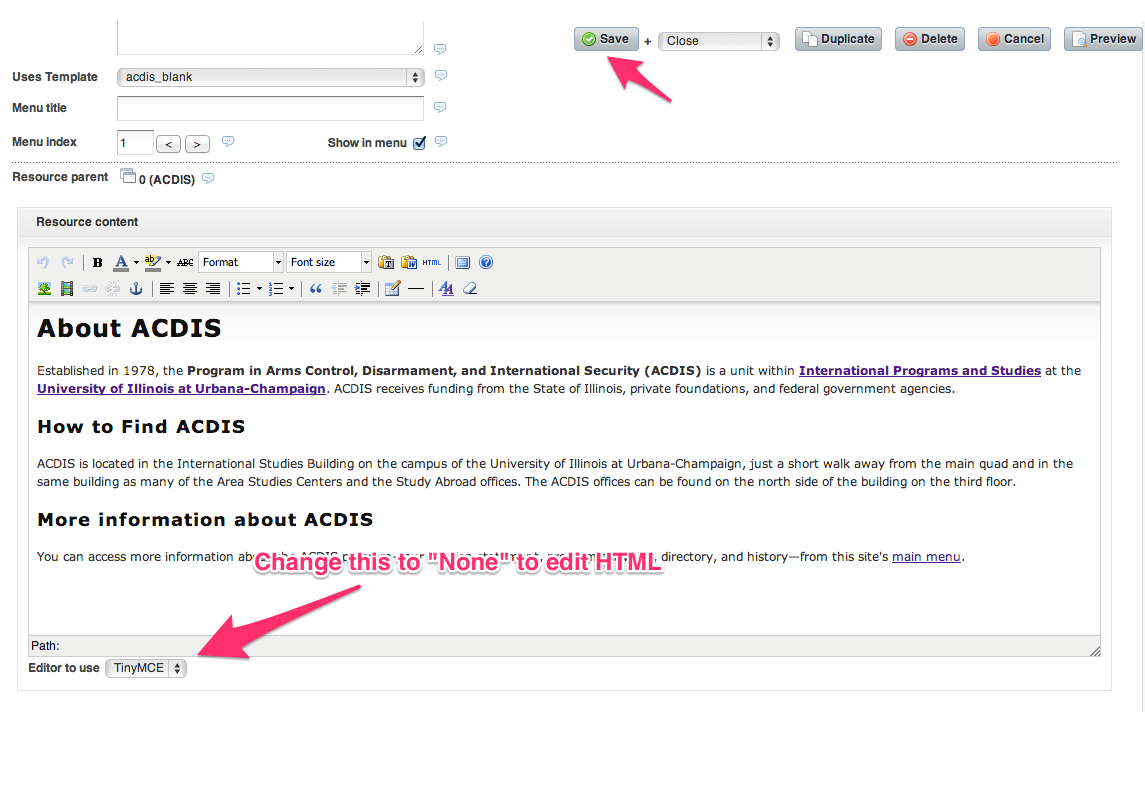 Save + Close Duplicate Delete Cancel Preview
Uses Template acdis_blank
Menu title
Menu index 1 < > Show in menu
Resource parent 0 (ACDIS)
Resource content
B A ab ABC Format Font size T W HTML ?
A4
About ACDIS
Established in 1978, the Program in Arms Control, Disarmament, and International Security (ACDIS) is a unit within International Programs and Studies at the
University of Illinois at Urbana-Champaign. ACDIS receives funding from the State of Illinois, private foundations, and federal government agencies.
How to Find ACDIS
ACDIS is located in the International Studies Building on the campus of the University of Illinois at Urbana-Champaign, just a short walk away from the main quad and in the
same building as many of the Area Studies Centers and the Study Abroad offices. The ACDIS offices can be found on the north side of the building on the third floor.
More information about ACDIS
You can access more information directory, and history—from this site's main menu.
Change this to "None" to edit HTML
Path:
Editor to use TinyMCE